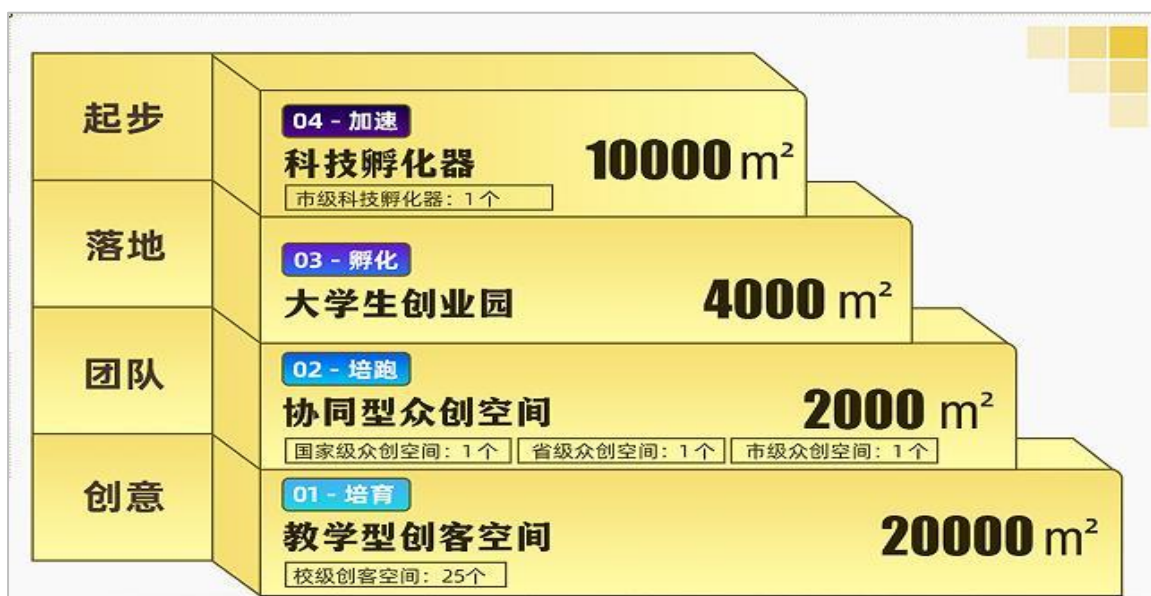 起步
04 - 加速
科技孵化器
10000 m²
市级科技孵化器：1个
落地
03 - 孵化
大学生创业园
4000 m²
团队
02 - 培跑
协同型众创空间
2000 m²
国家级众创空间：1个 省级众创空间：1个 市级众创空间：1个
创意
01 - 培育
教学型创客空间
20000 m²
校级创客空间：25个